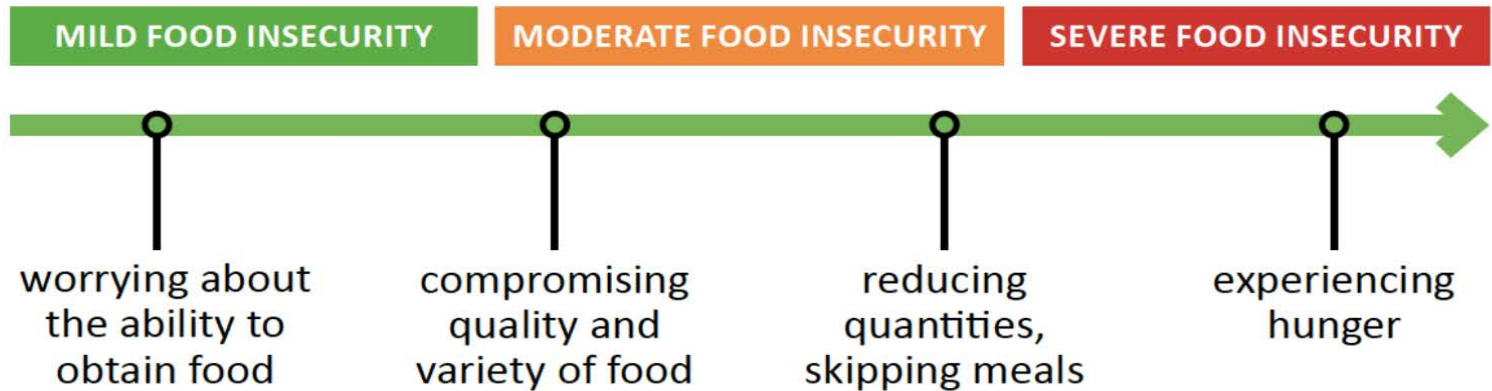 MILD FOOD INSECURITY
MODERATE FOOD INSECURITY
SEVERE FOOD INSECURITY
worrying about
the ability to
obtain food
compromising
quality and
variety of food
reducing
quantities,
skipping meals
experiencing
hunger